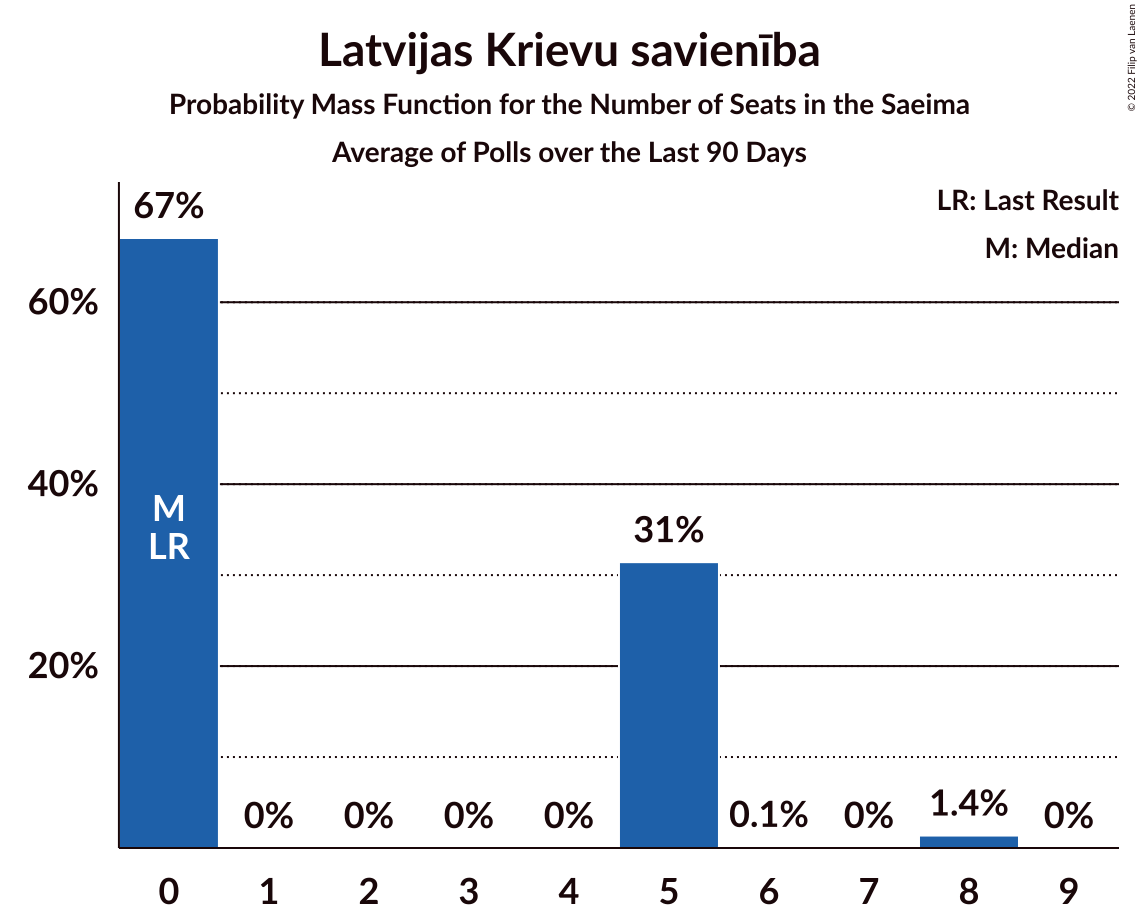 Latvijas Krievu savienība
Probability Mass Function for the Number of Seats in the Saeima
Average of Polls over the Last 90 Days
© 2022 Filip van Laenen
LR: Last Result
M: Median
67%
60%
40%
20%
M
LR
0%
0%
0%
0%
31%
0.1%
0%
1.4%
0%
0 1 2 3 4 5 6 7 8 9